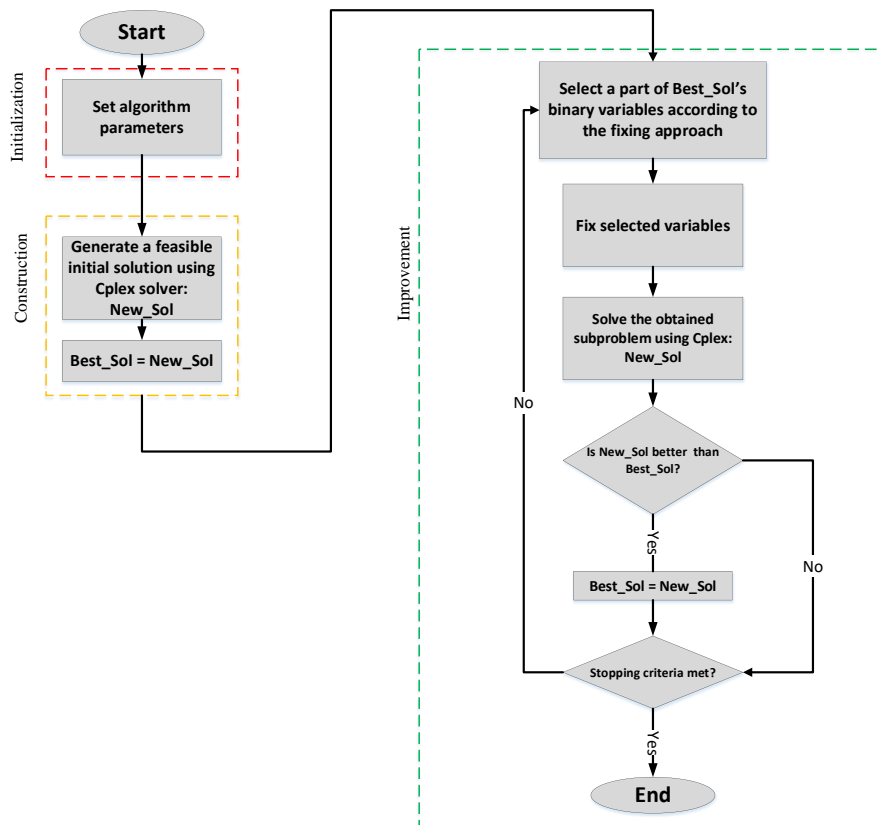 Start
Initialization
Set algorithm
parameters
Construction
Generate a feasible
initial solution using
Cplex solver:
New_Sol
Best_Sol = New_Sol
Improvement
Select a part of Best_Sol's
binary variables according to
the fixing approach
Fix selected variables
Solve the obtained
subproblem using Cplex:
New_Sol
No
Is New_Sol better than
Best_Sol?
Yes
No
Best_Sol = New_Sol
Stopping criteria met?
Yes
End